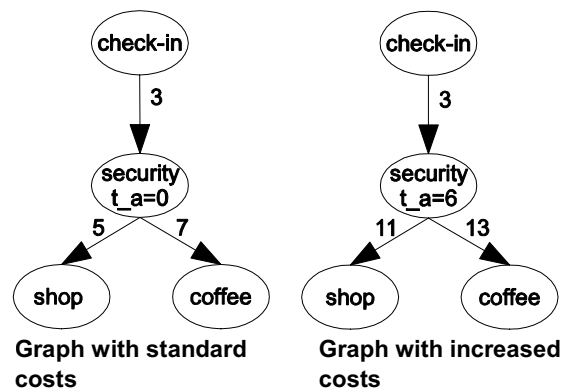 check-in
3
security
t_a=0
5
7
shop
coffee
Graph with standard
costs
check-in
3
security
t_a=6
11
13
shop
coffee
Graph with increased
costs